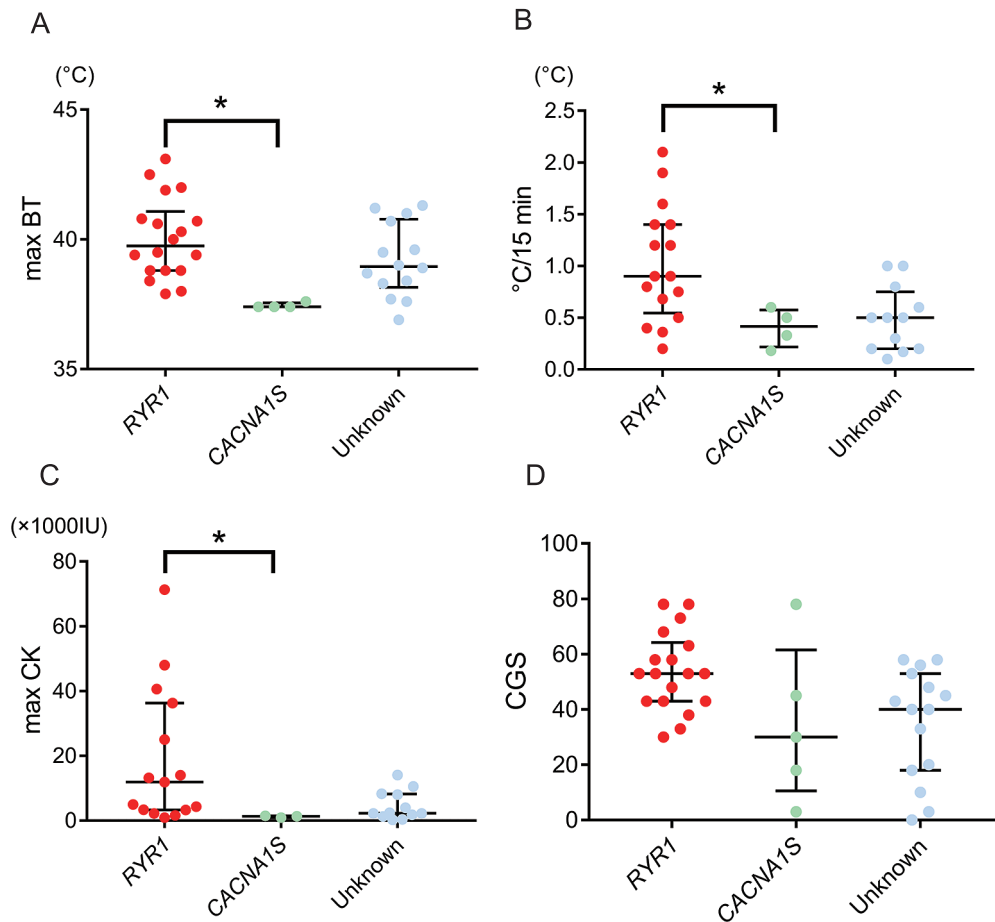 A
(°C)
max BT
45
40
35
*
RYR1
CACNA1S
Unknown
B
(°C)
°C/15 min
2.5
2.0
1.5
1.0
0.5
0.0
*
RYR1
CACNA1S
Unknown
C
(×1000IU)
max CK
80
60
40
20
0
*
RYR1
CACNA1S
Unknown
D
CGS
100
80
60
40
20
0
RYR1
CACNA1S
Unknown